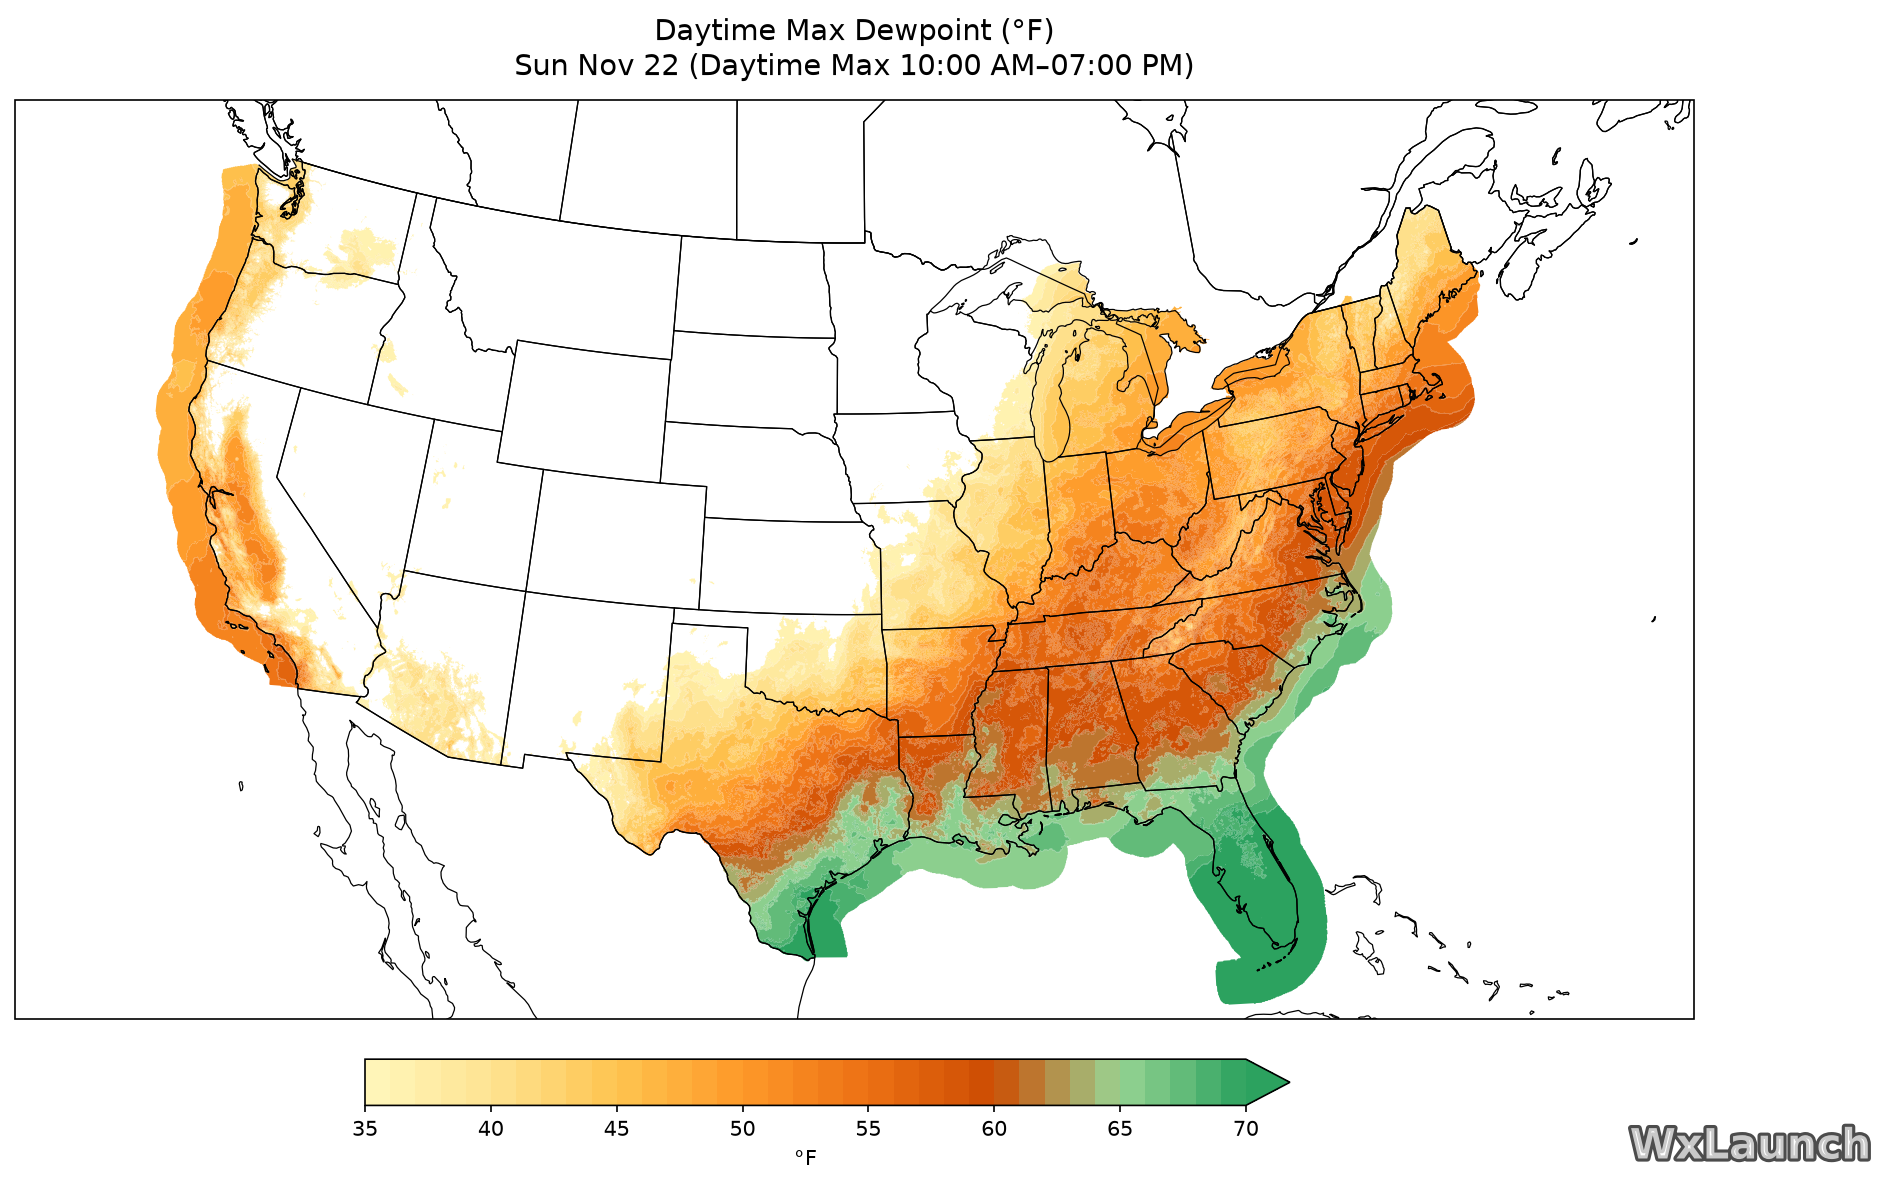 Daytime Max Dewpoint (°F)
Sun Nov 22 (Daytime Max 10:00 AM–07:00 PM)
35 40 45 50 55 60 65 70
°F
WxLaunch